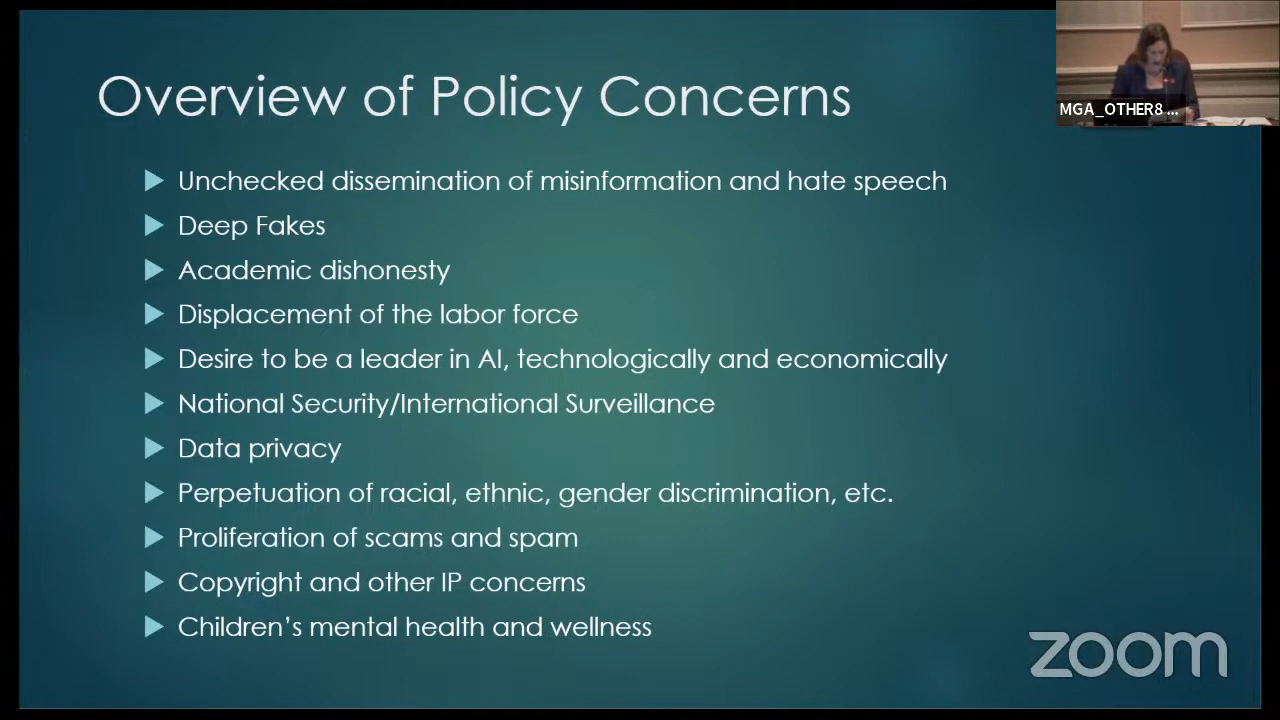 Overview of Policy Concerns
MGA_OTHER8 ...
Unchecked dissemination of misinformation and hate speech
Deep Fakes
Academic dishonesty
Displacement of the labor force
Desire to be a leader in AI, technologically and economically
National Security/International Surveillance
Data privacy
Perpetuation of racial, ethnic, gender discrimination, etc.
Proliferation of scams and spam
Copyright and other IP concerns
Children’s mental health and wellness
zoom